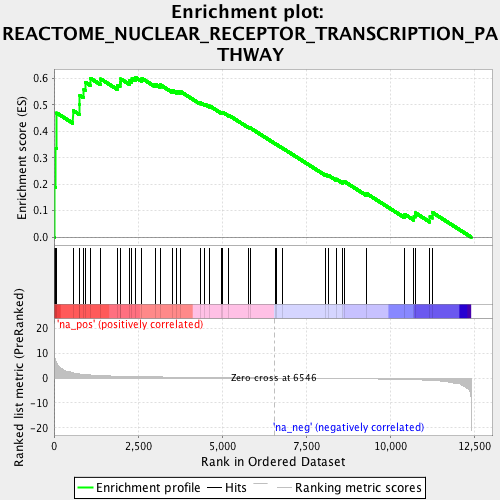 Enrichment plot:
REACTOME_NUCLEAR_RECEPTOR_TRANSCRIPTION_PA
THWAY
Enrichment score (ES)
0.6
0.5
0.4
0.3
0.2
0.1
0.0
'na_pos' (positively correlated)
Ranked list metric (PreRanked)
20
10
0
-10
-20
Zero cross at 6546
'na_neg' (negatively correlated)
0
2,500
5,000
7,500
10,000
12,500
Rank in Ordered Dataset
Enrichment profile
Hits
Ranking metric scores